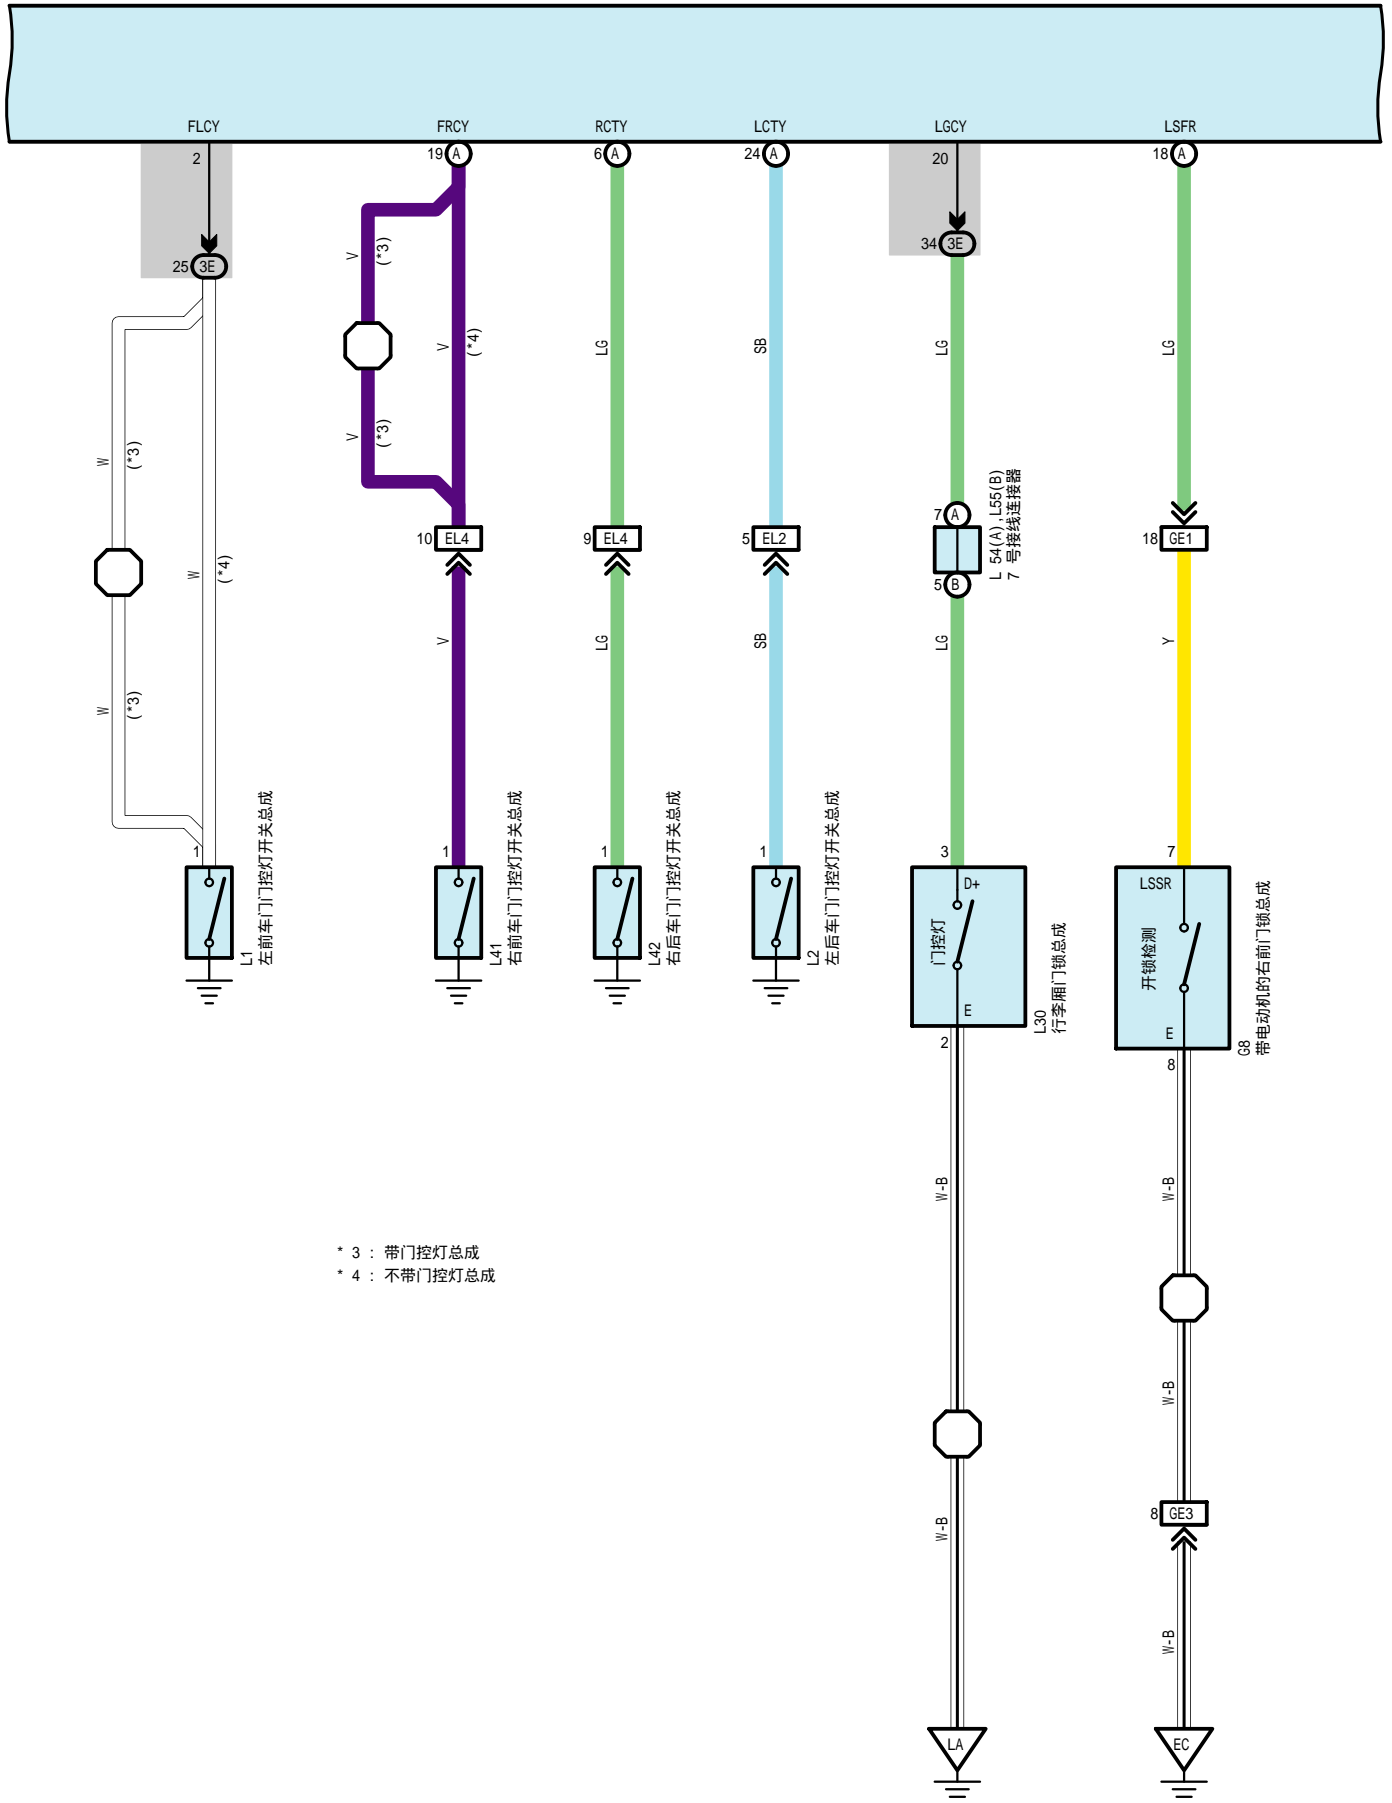 FLCY
FRCY
RCTY
LCTY
LGCY
LSFR
2
19 A
6 A
24 A
20
18 A
25 3E
34 3E
V
(*3)
V
(*4)
LG
SB
LG
LG
V
(*3)
W
(*3)
W
(*4)
10 EL4
9 EL4
5 EL2
7 A
5 B
L 54(A),L55(B)
7 号接线连接器
18 GE1
W
(*3)
V
LG
SB
LG
Y
1
1
1
1
3
7
L1
左前车门门控灯开关总成
L41
右前车门门控灯开关总成
L42
右后车门门控灯开关总成
L2
左后车门门控灯开关总成
D+
门控灯
E
L30
行李厢门锁总成
LSSR
开锁检测
E
G8
带电动机的右前门锁总成
2
8
W-B
W-B
* 3 : 带门控灯总成
* 4 : 不带门控灯总成
W-B
W-B
8 GE3
W-B
LA
EC